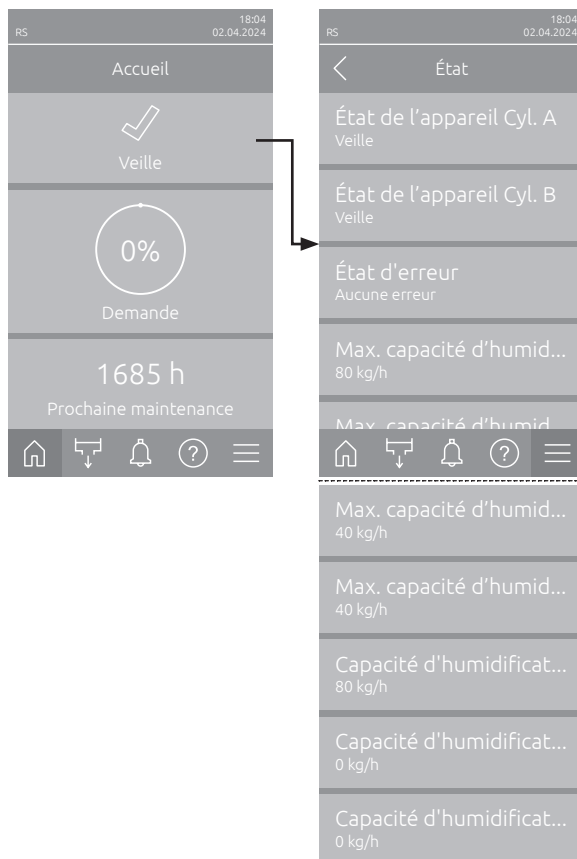 18:04
RS 02.04.2024
Accueil
Veille
0%
Demande
1685 h
Prochaine maintenance
?
18:04
RS 02.04.2024
État
État de l’appareil Cyl. A
Veille
État de l’appareil Cyl. B
Veille
État d'erreur
Aucune erreur
Max. capacité d’humid...
80 kg/h
Max. capacité d’humid...
?
Max. capacité d’humid...
40 kg/h
Max. capacité d’humid...
40 kg/h
Capacité d'humidificat...
80 kg/h
Capacité d'humidificat...
0 kg/h
Capacité d'humidificat...
0 kg/h